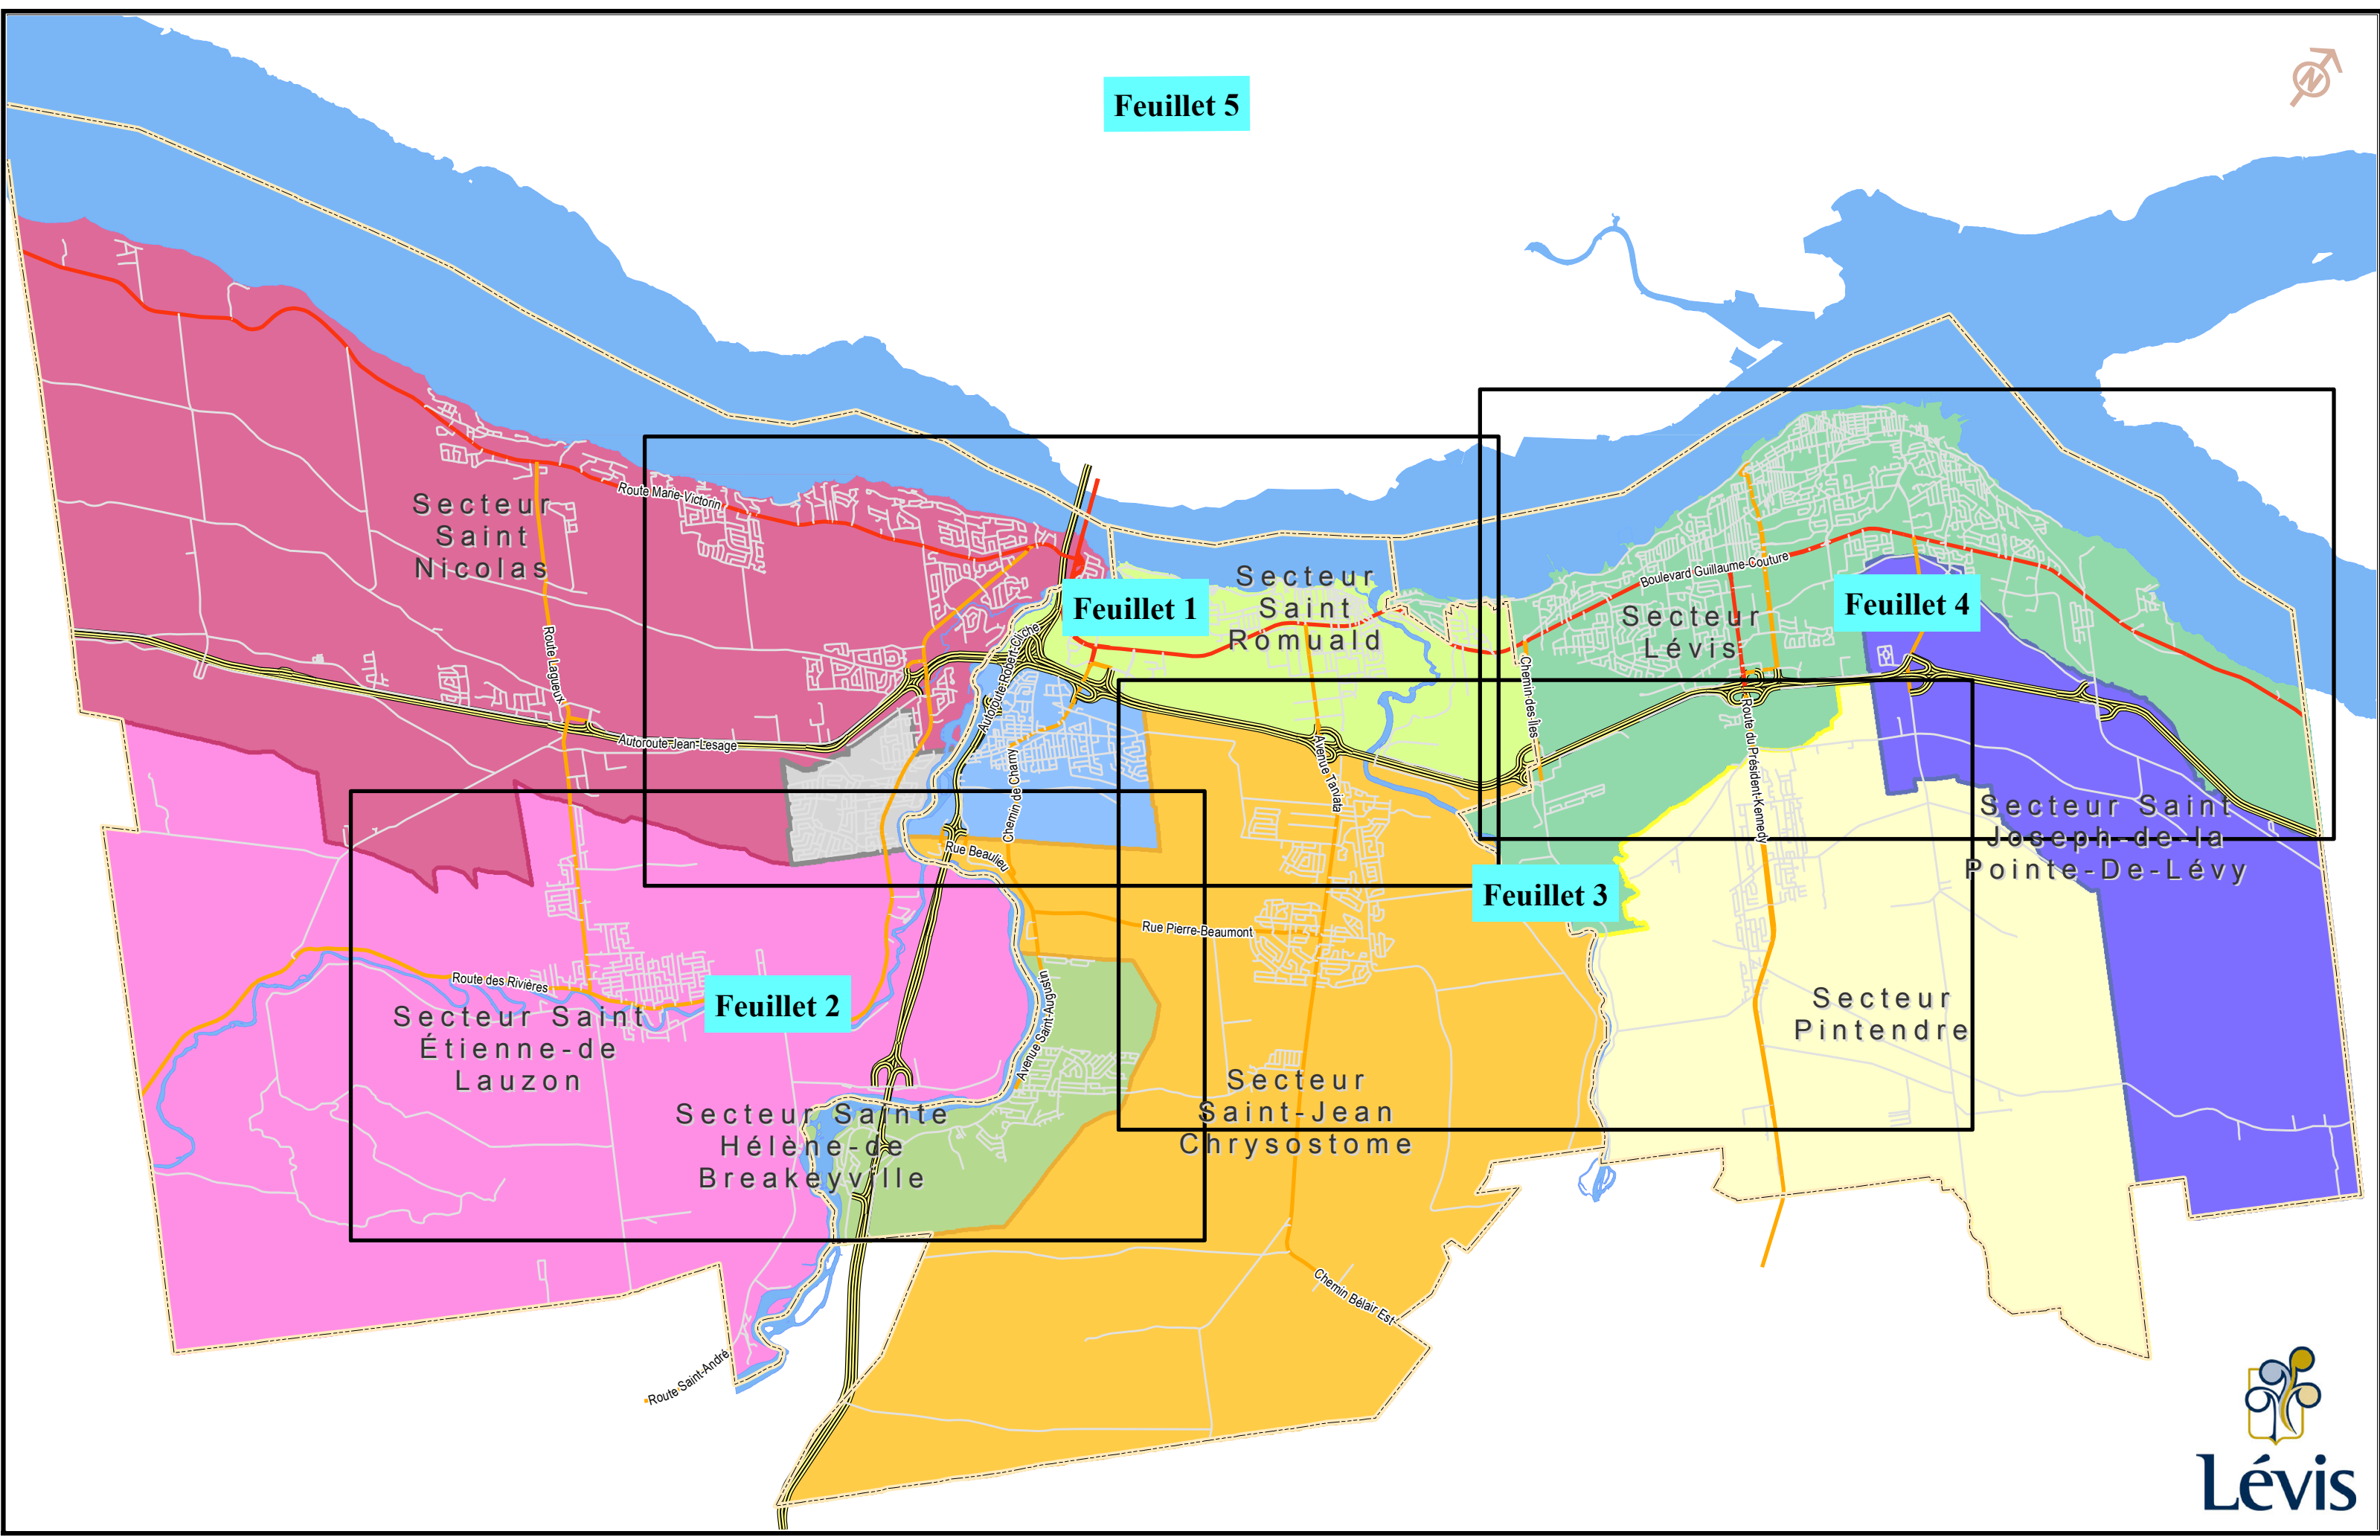 Feuillet 5
N
Route Marie-Victorin
Secteur
Saint
Nicolas
Secteur
Saint
Romuald
Feuillet 1
Boulevard Guillaume-Couture
Feuillet 4
Secteur
Lévis
Route Lagueux
Autoroute Robert-Cliche
Chemin des Îles
Autoroute Jean-Lesage
Chemin de Charny
Avenue Taniata
Route du Président-Kennedy
Rue Beaulieu
Secteur Saint
Joseph-de-la
Pointe-De-Lévy
Feuillet 3
Rue Pierre-Beaumont
Route des Rivières
Feuillet 2
Avenue Saint-Augustin
Secteur Saint
Étienne-de
Lauzon
Secteur
Pintendre
Secteur Sainte
Hélène-de
Breakeyville
Secteur
Saint-Jean
Chrysostome
Chemin Bélair Est
Route Saint-André
Lévis